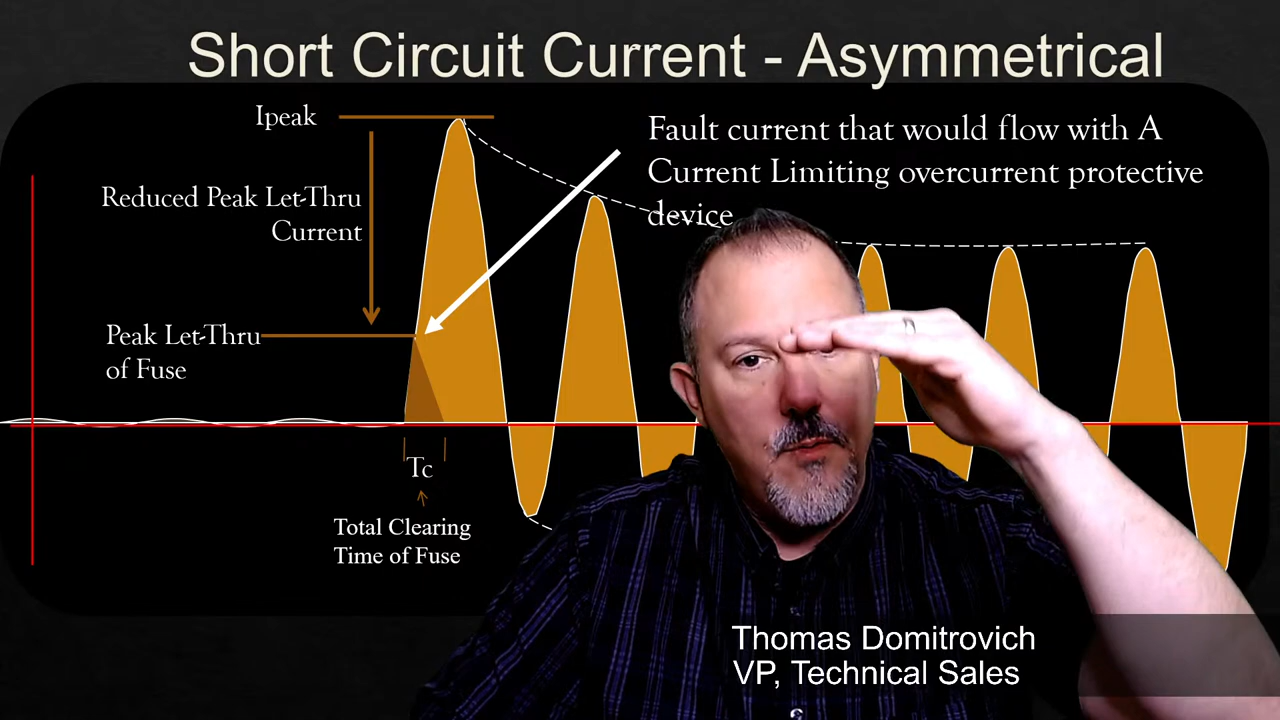 Short Circuit Current - Asymmetrical
Ipeak
Fault current that would flow with A
Current Limiting overcurrent protective
device
Reduced Peak Let-Thru
Current
Peak Let-Thru
of Fuse
Tc
Total Clearing
Time of Fuse
Thomas Domitrovich
VP, Technical Sales